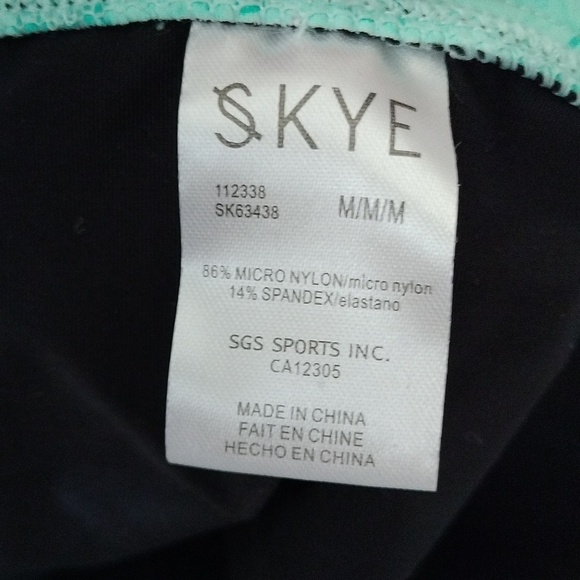 SKYE
112338
SK63438
M/M/M
86% MICRO NYLON/micro nylon
14% SPANDEX/elastano
SGS SPORTS INC.
CA12305
MADE IN CHINA
FAIT EN CHINE
HECHO EN CHINA